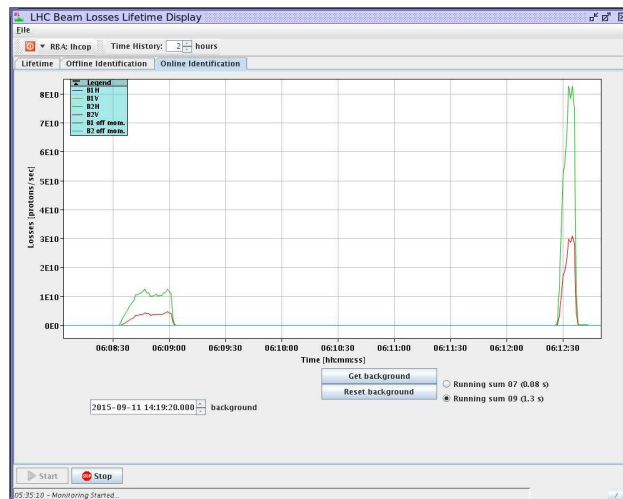 LHC Beam Losses Lifetime Display
File
RBA: lhcop Time History: 2 hours
Lifetime Offline Identification Online Identification
Legend
B1H
B1V
B2H
B2V
B1 off mom.
B2 off mom.
8E10
7E10
6E10
5E10
4E10
3E10
2E10
1E10
0E0
Losses [protons/sec]
06:08:30 06:09:00 06:09:30 06:10:00 06:10:30 06:11:00 06:11:30 06:12:00 06:12:30
Time [hh:mm:ss]
Get background
Reset background
Running sum 07 (0.08 s)
Running sum 09 (1.3 s)
2015-09-11 14:19:20.000 background
Start Stop
05:35:10 - Monitoring Started...